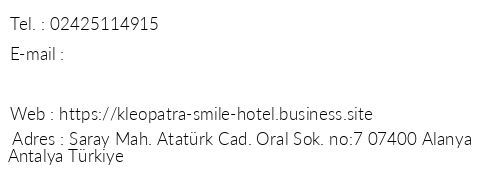 Tel. : 02425114915
E-mail :
Web : https://kleopatra-smile-hotel.business.site
Adres : Saray Mah. Atatürk Cad. Oral Sok. no:7 07400 Alanya
Antalya Türkiye